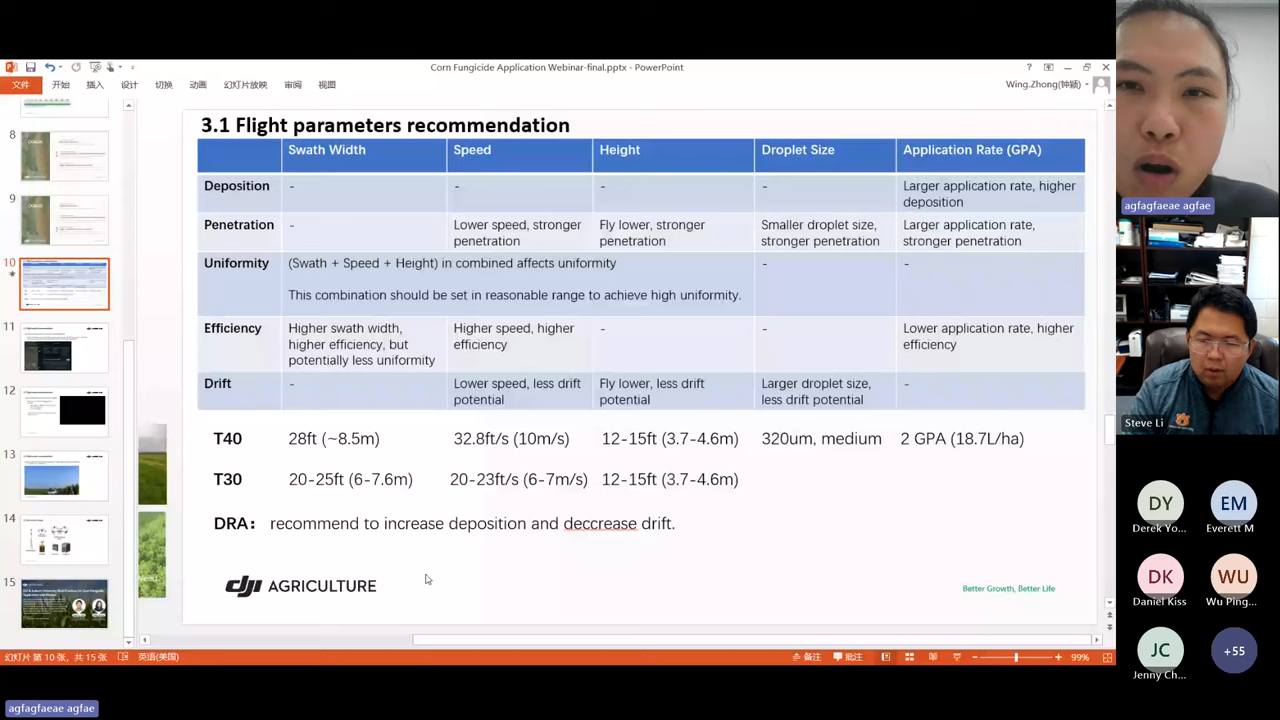 Corn Fungicide Application Webinar-final.pptx - PowerPoint
文件 开始 插入 设计 切换 动画 幻灯片放映 审阅 视图
Wing.Zhong(钟颖)
3.1 Flight parameters recommendation
Swath Width Speed Height Droplet Size Application Rate (GPA)
Deposition - - - - Larger application rate, higher
deposition
Penetration - Lower speed, stronger Fly lower, stronger Smaller droplet size, Larger application rate,
penetration penetration stronger penetration stronger penetration
Uniformity (Swath + Speed + Height) in combined affects uniformity - -
This combination should be set in reasonable range to achieve high uniformity.
Efficiency Higher swath width, Higher speed, higher - - Lower application rate, higher
higher efficiency, but efficiency efficiency
potentially less uniformity
Drift - Lower speed, less drift Fly lower, less drift Larger droplet size, -
potential potential less drift potential
T40 28ft (~8.5m) 32.8ft/s (10m/s) 12-15ft (3.7-4.6m) 320um, medium 2 GPA (18.7L/ha)
T30 20-25ft (6-7.6m) 20-23ft/s (6-7m/s) 12-15ft (3.7-4.6m)
DRA： recommend to increase deposition and deccrease drift.
dji AGRICULTURE
Better Growth, Better Life
8
9
10
11
12
13
14
15
幻灯片 第 10 张，共 15 张 英语(美国)
备注 批注 99%
agfagfaeae agfae
Steve Li
DY EM
Derek Yo... Everett M
DK WU
Daniel Kiss Wu Ping...
JC +55
Jenny Ch...
agfagfaeae agfae